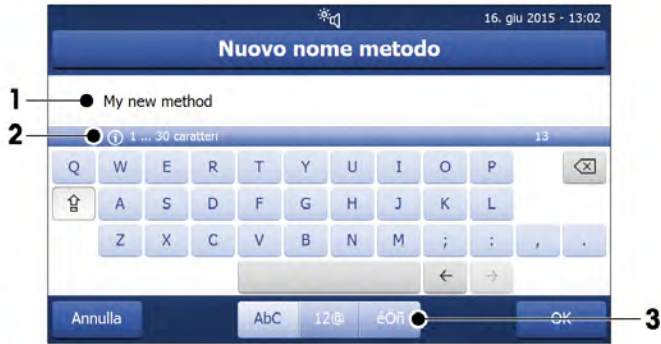 16. giu 2015 - 13:02
Nuovo nome metodo
1 My new method
2 1 ... 30 caratteri 13
Q W E R T Y U I O P
A S D F G H J K L
Z X C V B N M ; : , .
Annulla AbC 12@ éÖñ OK 3